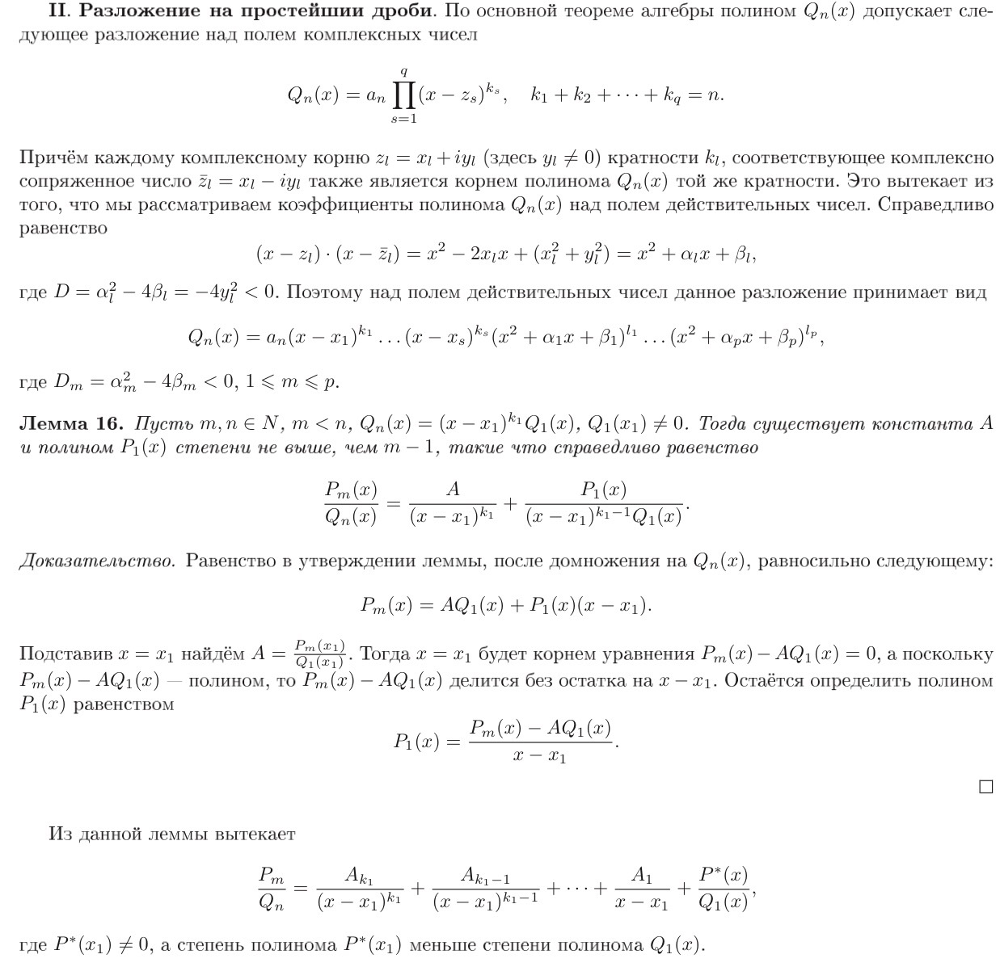 II. Разложение на простейшии дроби. По основной теореме алгебры полином $Q_n(x)$ допускает сле-
дующее разложение над полем комплексных чисел
$$Q_n(x) = a_n \prod_{s=1}^{q} (x - z_s)^{k_s}, \quad k_1 + k_2 + \cdots + k_q = n.$$
Причём каждому комплексному корню $z_l = x_l + iy_l$ (здесь $y_l \neq 0$) кратности $k_l$, соответствующее комплексно
сопряженное число $\bar{z}_l = x_l - iy_l$ также является корнем полинома $Q_n(x)$ той же кратности. Это вытекает из
того, что мы рассматриваем коэффициенты полинома $Q_n(x)$ над полем действительных чисел. Справедливо
равенство
$$(x - z_l) \cdot (x - \bar{z}_l) = x^2 - 2x_l x + (x_l^2 + y_l^2) = x^2 + \alpha_l x + \beta_l,$$
где $D = \alpha_l^2 - 4\beta_l = -4y_l^2 < 0$. Поэтому над полем действительных чисел данное разложение принимает вид
$$Q_n(x) = a_n(x - x_1)^{k_1} \ldots (x - x_s)^{k_s}(x^2 + \alpha_1 x + \beta_1)^{l_1} \ldots (x^2 + \alpha_p x + \beta_p)^{l_p},$$
где $D_m = \alpha_m^2 - 4\beta_m < 0$, $1 \leqslant m \leqslant p$.
Лемма 16. Пусть $m, n \in N$, $m < n$, $Q_n(x) = (x - x_1)^{k_1} Q_1(x)$, $Q_1(x_1) \neq 0$. Тогда существует константа $A$
и полином $P_1(x)$ степени не выше, чем $m - 1$, такие что справедливо равенство
$$\frac{P_m(x)}{Q_n(x)} = \frac{A}{(x - x_1)^{k_1}} + \frac{P_1(x)}{(x - x_1)^{k_1 - 1} Q_1(x)}.$$
Доказательство. Равенство в утверждении леммы, после домножения на $Q_n(x)$, равносильно следующему:
$$P_m(x) = AQ_1(x) + P_1(x)(x - x_1).$$
Подставив $x = x_1$ найдём $A = \frac{P_m(x_1)}{Q_1(x_1)}$. Тогда $x = x_1$ будет корнем уравнения $P_m(x) - AQ_1(x) = 0$, а поскольку
$P_m(x) - AQ_1(x)$ — полином, то $P_m(x) - AQ_1(x)$ делится без остатка на $x - x_1$. Остаётся определить полином
$P_1(x)$ равенством
$$P_1(x) = \frac{P_m(x) - AQ_1(x)}{x - x_1}.$$
□
Из данной леммы вытекает
$$\frac{P_m}{Q_n} = \frac{A_{k_1}}{(x - x_1)^{k_1}} + \frac{A_{k_1 - 1}}{(x - x_1)^{k_1 - 1}} + \cdots + \frac{A_1}{x - x_1} + \frac{P^*(x)}{Q_1(x)},$$
где $P^*(x_1) \neq 0$, а степень полинома $P^*(x_1)$ меньше степени полинома $Q_1(x)$.